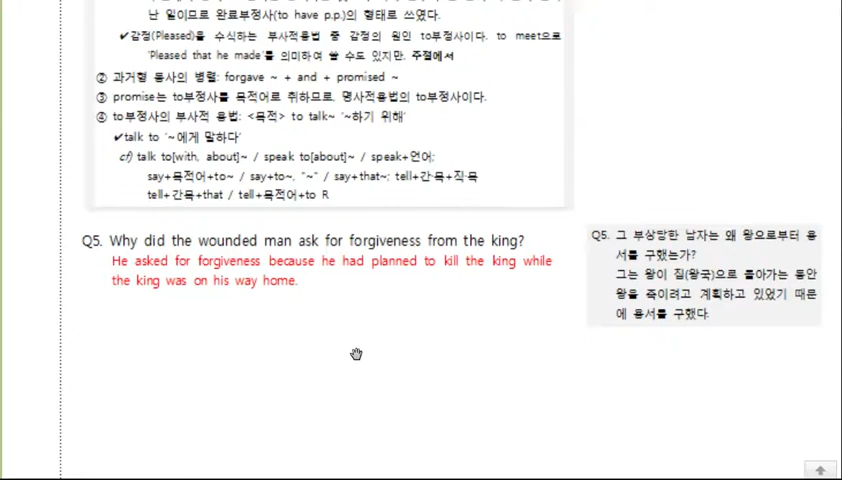 난 일이므로 완료부정사(to have p.p.)의 형태로 쓰였다.
✔감정(Pleased)을 수식하는 부사적용법 중 감정의 원인 to부정사이다. to meet으로
'Pleased that he made'를 의미하여 쓸 수도 있지만, 주절에서
② 과거형 동사의 병렬: forgave ~ + and + promised ~
③ promise는 to부정사를 목적어로 취하므로, 명사적용법의 to부정사이다.
④ to부정사의 부사적 용법: <목적> to talk~ '~하기 위해'
✔talk to '~에게 말하다'
cf) talk to[with, about]~ / speak to[about]~ / speak+언어;
say+목적어+to~ / say+to~, "~" / say+that~; tell+간·목+직·목
tell+간목+that / tell+목적어+to R
Q5. Why did the wounded man ask for forgiveness from the king?
He asked for forgiveness because he had planned to kill the king while
the king was on his way home.
Q5. 그 부상당한 남자는 왜 왕으로부터 용
서를 구했는가?
그는 왕이 집(왕국)으로 돌아가는 동안
왕을 죽이려고 계획하고 있었기 때문
에 용서를 구했다.